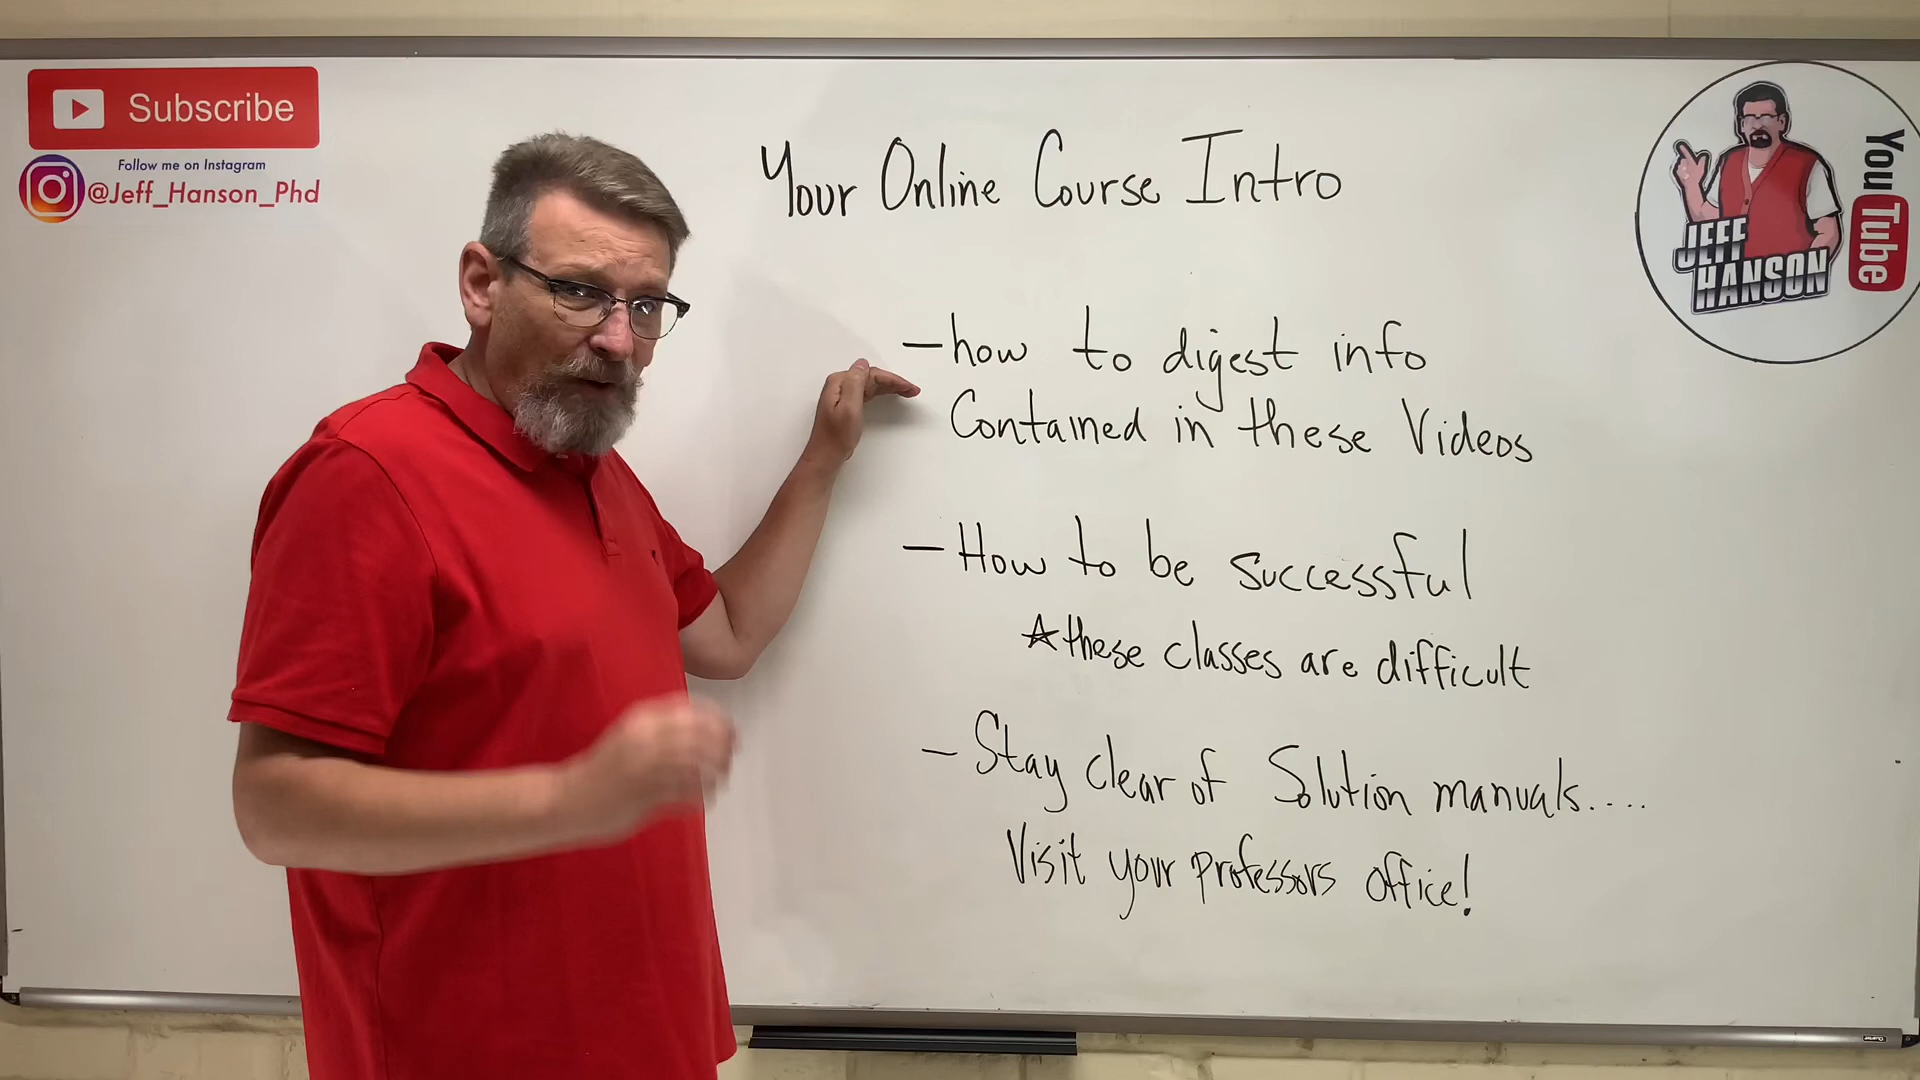 Subscribe
Follow me on Instagram
@Jeff_Hanson_Phd
Your Online Course Intro
JEFF
HANSON
YouTube
- how to digest info
Contained in these Videos
- How to be successful
☆ these classes are difficult
- Stay clear of Solution manuals....
Visit your professors office!